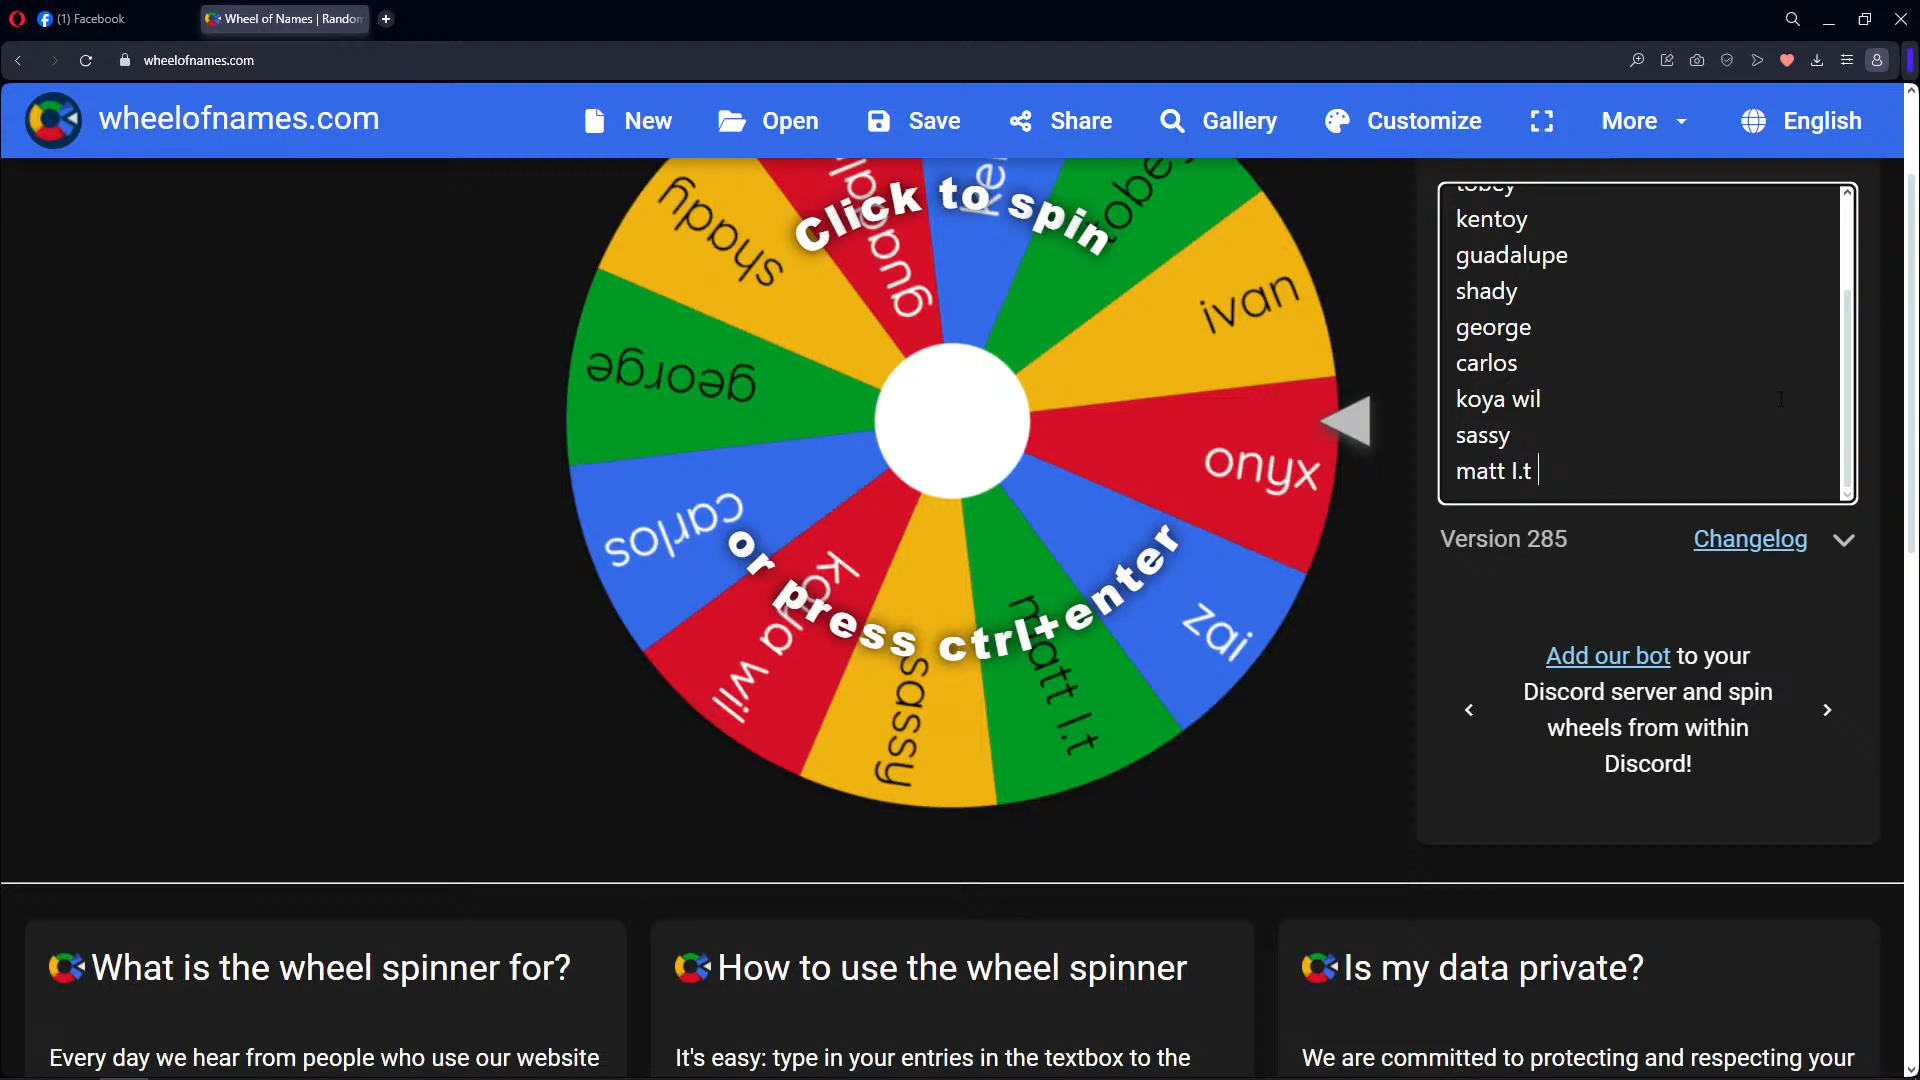 (1) Facebook
Wheel of Names | Random
wheelofnames.com
wheelofnames.com
New
Open
Save
Share
Gallery
Customize
More
English
Click to spin
or press ctrl+enter
shady
ivan
george
onyx
carlos
zai
koya wil
sassy
matt l.t
tobey
kentoy
guadalupe
shady
george
carlos
koya wil
sassy
matt l.t
Version 285
Changelog
Add our bot to your
Discord server and spin
wheels from within
Discord!
What is the wheel spinner for?
How to use the wheel spinner
Is my data private?
Every day we hear from people who use our website
It's easy: type in your entries in the textbox to the
We are committed to protecting and respecting your